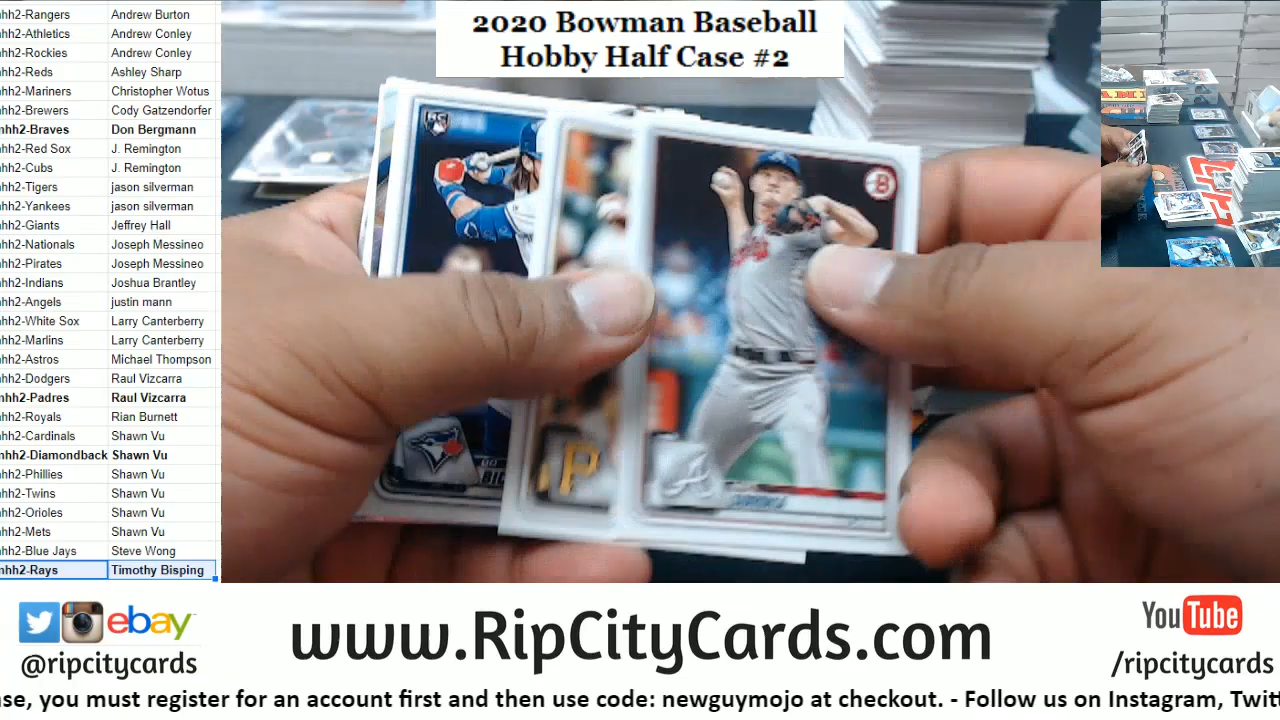 hh2-Rangers Andrew Burton
hh2-Athletics Andrew Conley
hh2-Rockies Andrew Conley
hh2-Reds Ashley Sharp
hh2-Mariners Christopher Wotus
hh2-Brewers Cody Gatzendorfer
hh2-Braves Don Bergmann
hh2-Red Sox J. Remington
hh2-Cubs J. Remington
hh2-Tigers jason silverman
hh2-Yankees jason silverman
hh2-Giants Jeffrey Hall
hh2-Nationals Joseph Messineo
hh2-Pirates Joseph Messineo
hh2-Indians Joshua Brantley
hh2-Angels justin mann
hh2-White Sox Larry Canterberry
hh2-Marlins Larry Canterberry
hh2-Astros Michael Thompson
hh2-Dodgers Raul Vizcarra
hh2-Padres Raul Vizcarra
hh2-Royals Rian Burnett
hh2-Cardinals Shawn Vu
hh2-Diamondback Shawn Vu
hh2-Phillies Shawn Vu
hh2-Twins Shawn Vu
hh2-Orioles Shawn Vu
hh2-Mets Shawn Vu
hh2-Blue Jays Steve Wong
hh2-Rays Timothy Bisping
2020 Bowman Baseball
Hobby Half Case #2
B
P
A
ebay
@ripcitycards
www.RipCityCards.com
YouTube
/ripcitycards
se, you must register for an account first and then use code: newguymojo at checkout. - Follow us on Instagram, Twit